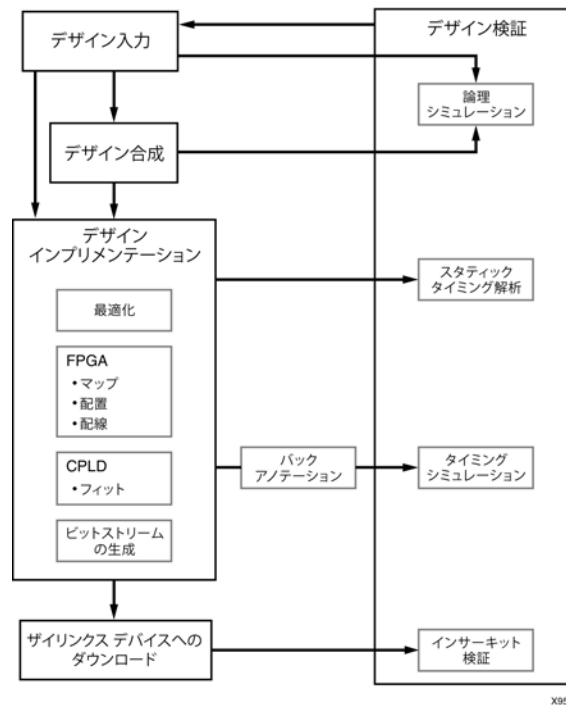 デザイン入力
デザイン検証
論理
シミュレーション
デザイン合成
デザイン
インプリメンテーション
スタティック
タイミング解析
最適化
FPGA
• マップ
• 配置
• 配線
CPLD
• フィット
バック
アノテーション
タイミング
シミュレーション
ビットストリーム
の生成
ザイリンクス デバイスへの
ダウンロード
インサーキット
検証